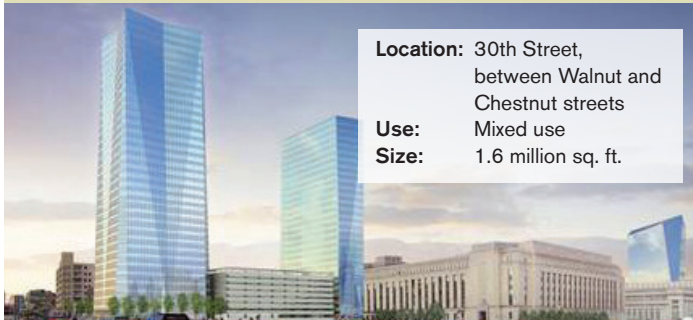 Location: 30th Street,
between Walnut and
Chestnut streets
Use: Mixed use
Size: 1.6 million sq. ft.